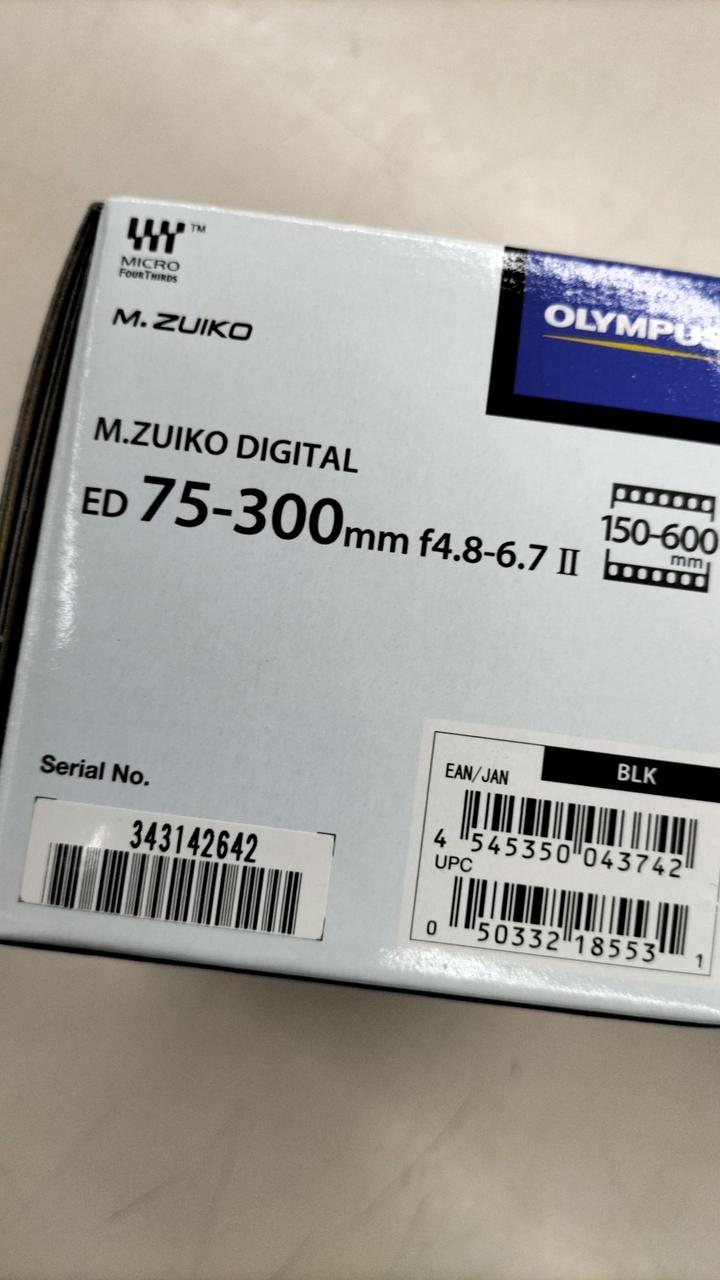 TM
MICRO
FOURTHIRDS
M.ZUIKO
OLYMPUS
M.ZUIKO DIGITAL
ED 75-300mm f4.8-6.7 II
150-600
mm
Serial No.
343142642
EAN/JAN
BLK
4 545350 043742
UPC
0 50332 18553 1